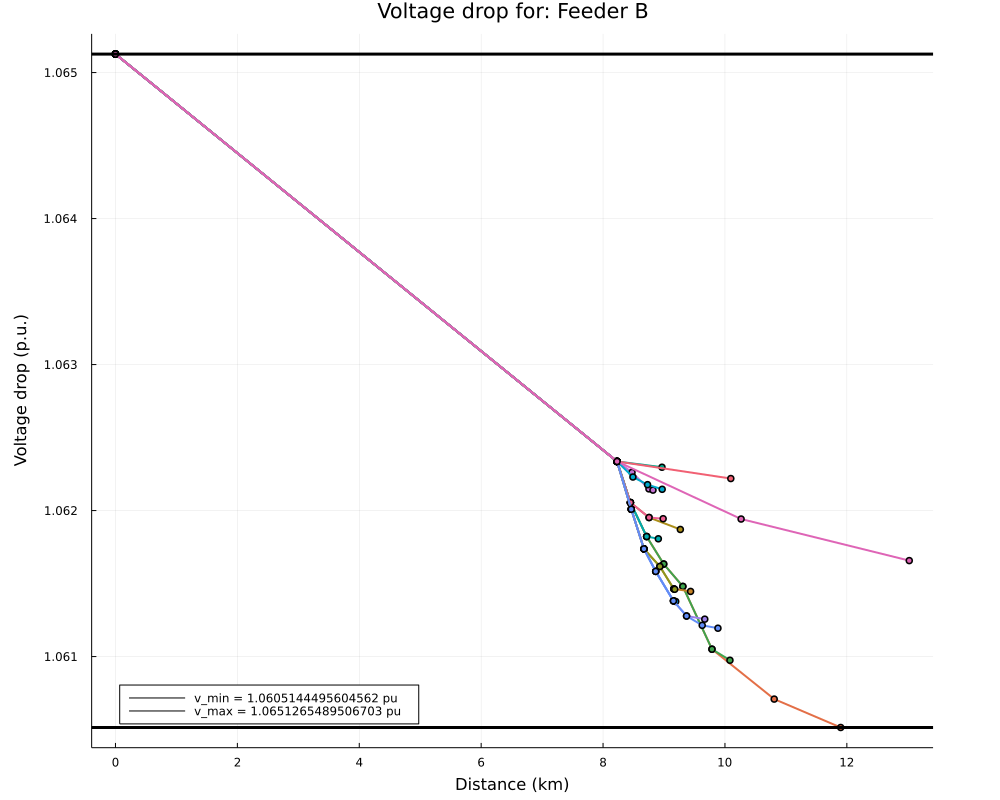 Voltage drop for: Feeder B
1.065
1.064
1.063
1.062
1.061
Voltage drop (p.u.)
v_min = 1.0605144495604562 pu
v_max = 1.0651265489506703 pu
0 2 4 6 8 10 12
Distance (km)